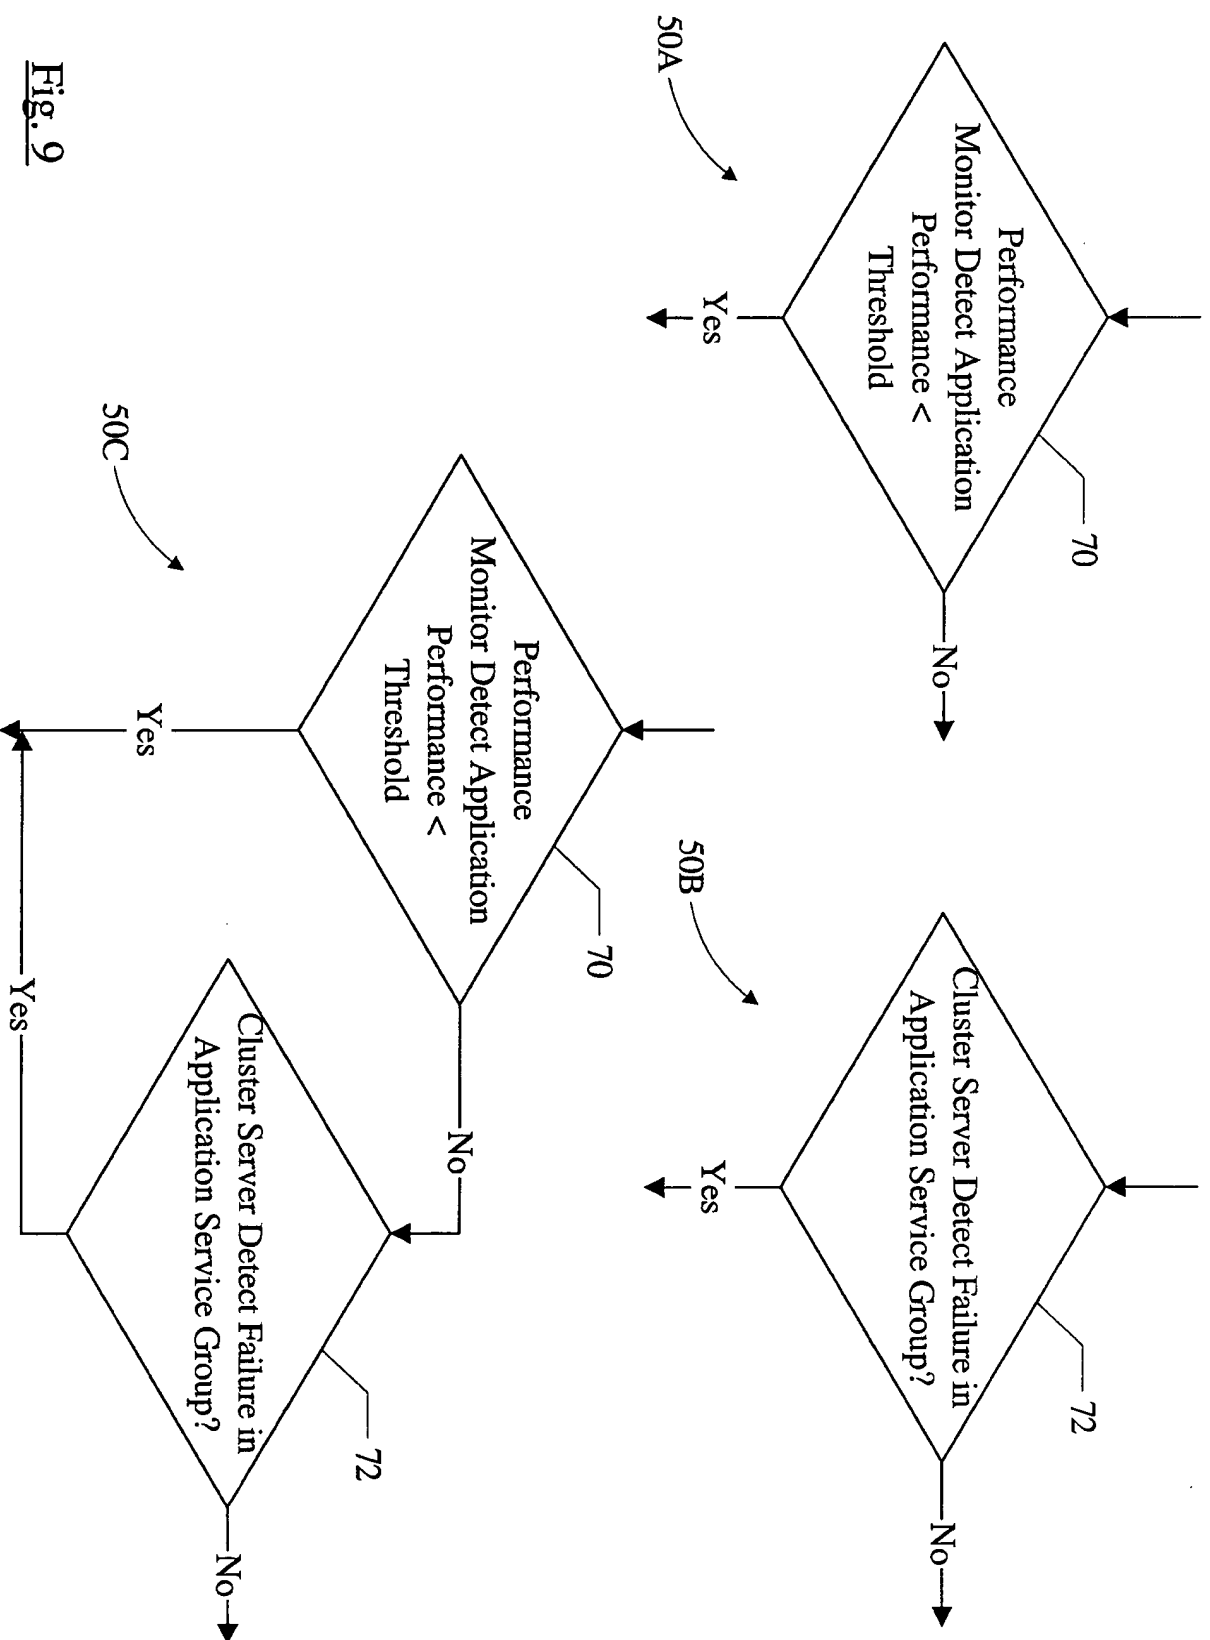 50A
Performance
Monitor Detect Application
Performance <
Threshold
70
Yes
No
50B
Cluster Server Detect Failure in
Application Service Group?
72
Yes
No
50C
Performance
Monitor Detect Application
Performance <
Threshold
70
Yes
No
Cluster Server Detect Failure in
Application Service Group?
72
Yes
No
Fig. 9